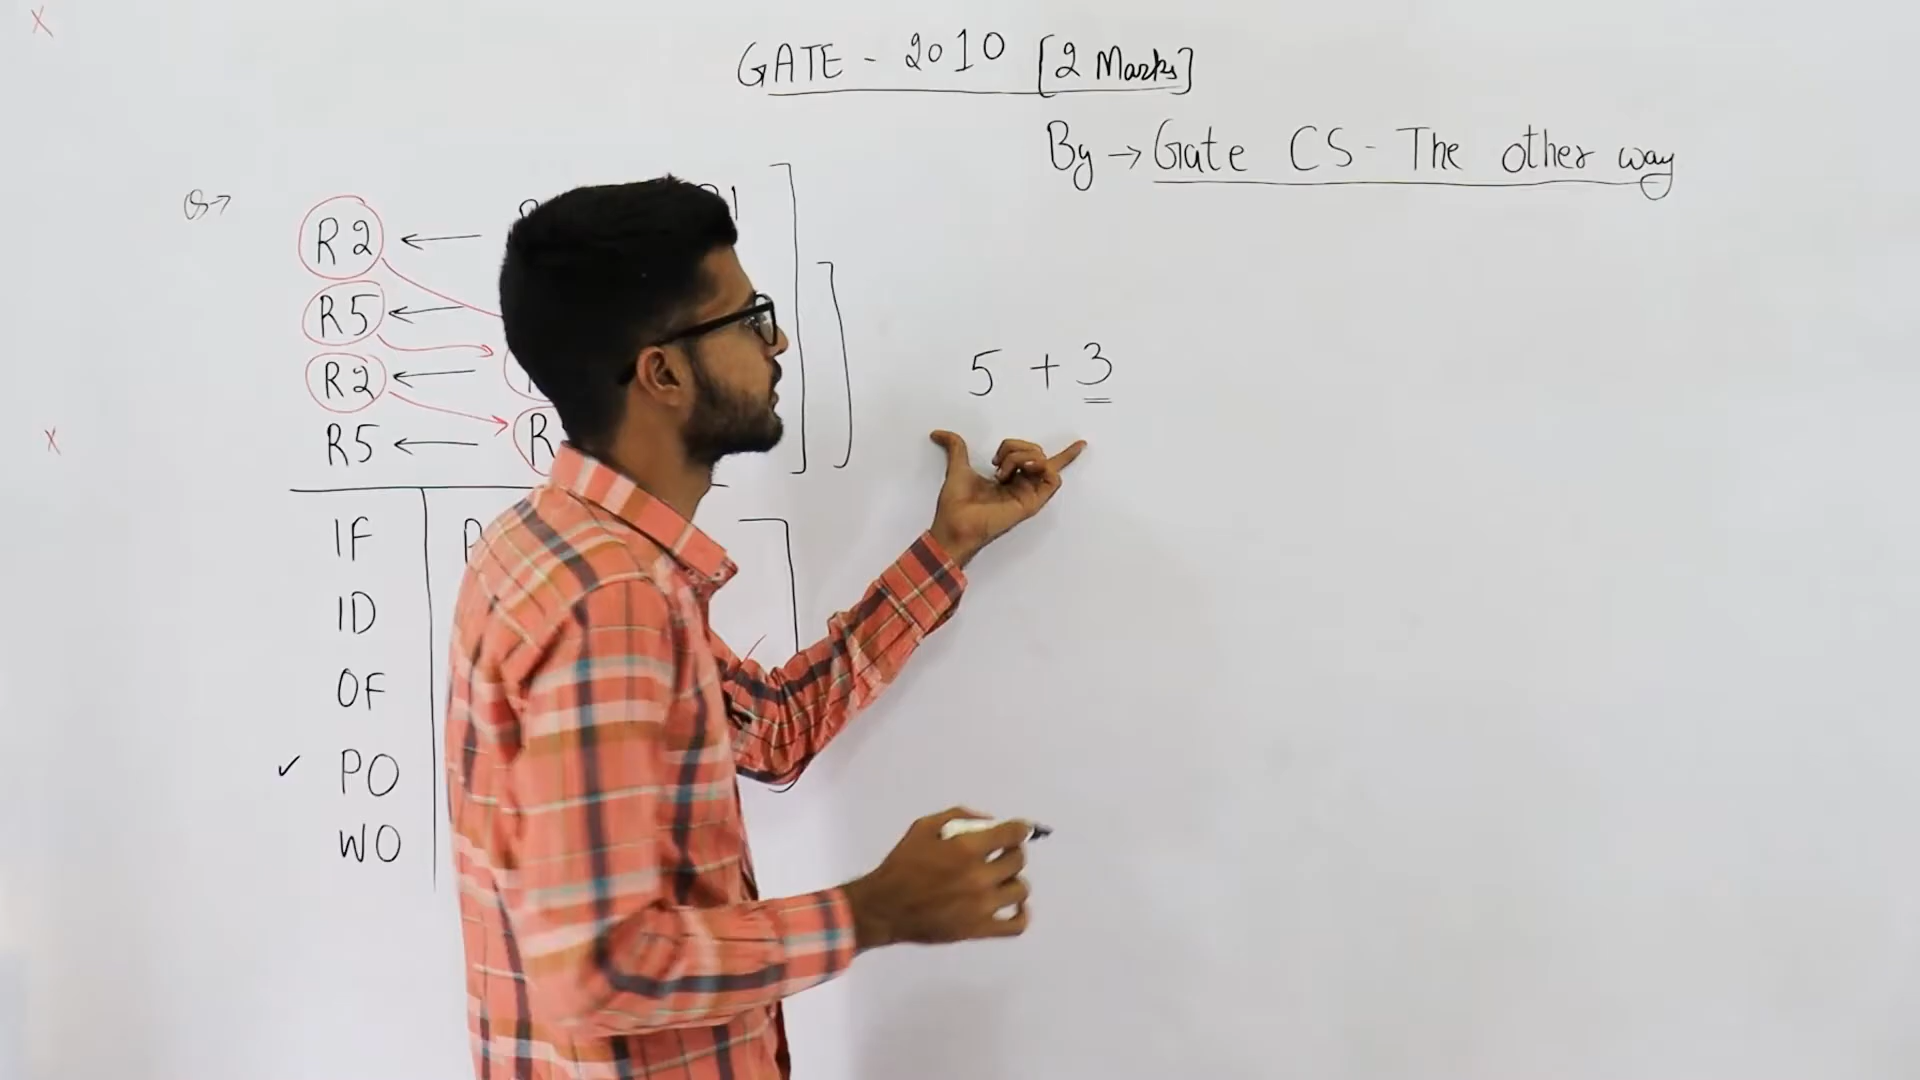 GATE - 2010 [2 Marks]
By → Gate CS - The other way
Q →
R2 ←
R5 ←
R2 ←
R5 ← R
5 + 3
IF
ID
OF
✓ PO
WO
X
X